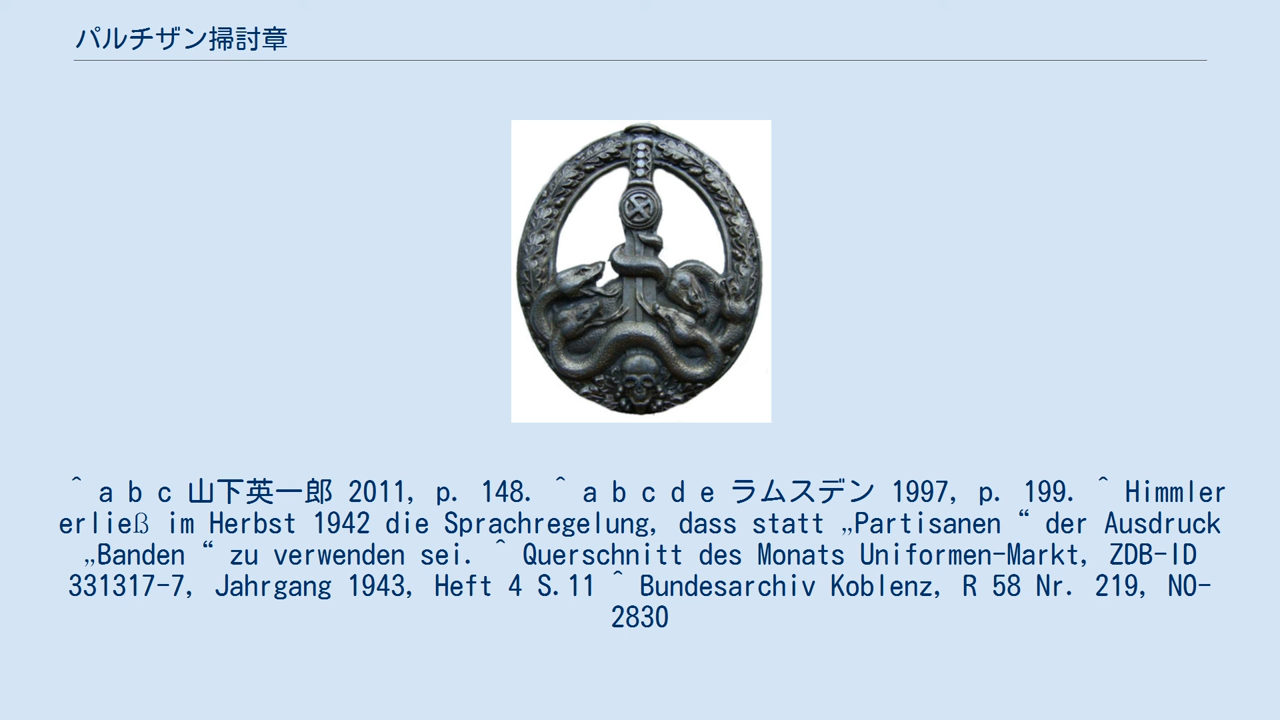 パルチザン掃討章
^ a b c 山下英一郎 2011, p. 148. ^ a b c d e ラムスデン 1997, p. 199. ^ Himmler
erließ im Herbst 1942 die Sprachregelung, dass statt „Partisanen “ der Ausdruck
„Banden “ zu verwenden sei. ^ Querschnitt des Monats Uniformen-Markt, ZDB-ID
331317-7, Jahrgang 1943, Heft 4 S.11 ^ Bundesarchiv Koblenz, R 58 Nr. 219, NO-
2830